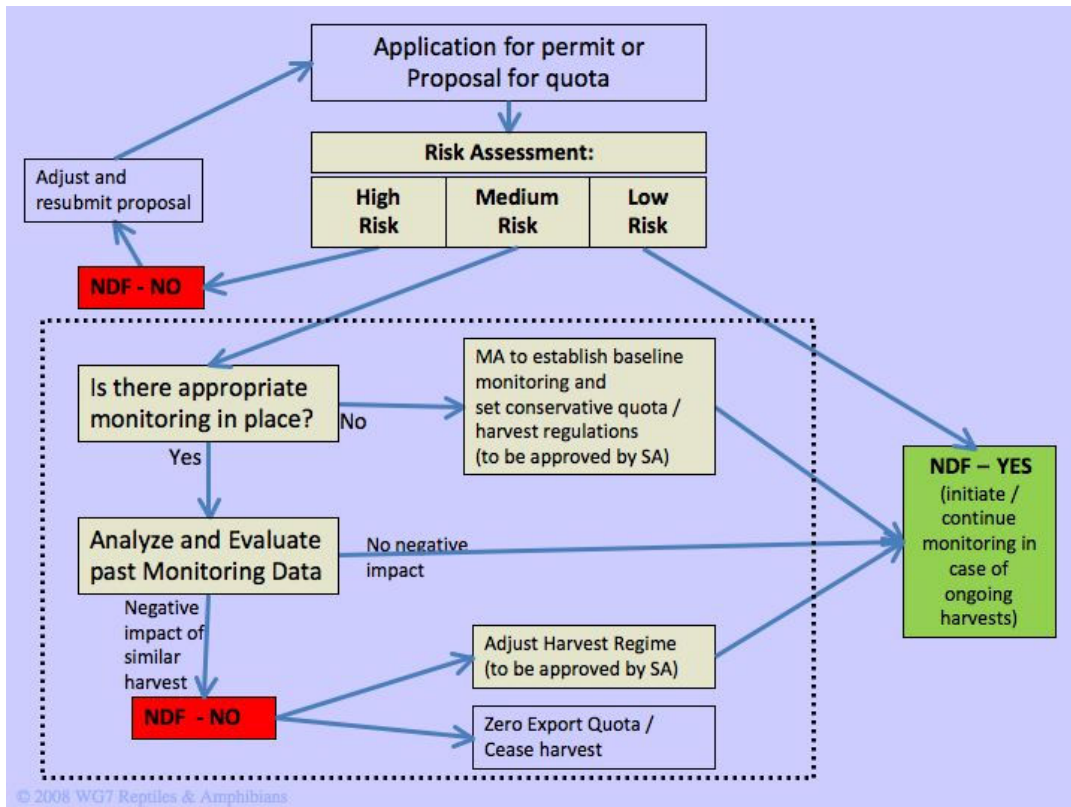 Application for permit or
Proposal for quota
Risk Assessment:
High
Risk
Medium
Risk
Low
Risk
Adjust and
resubmit proposal
NDF - NO
Is there appropriate
monitoring in place?
No
Yes
MA to establish baseline
monitoring and
set conservative quota /
harvest regulations
(to be approved by SA)
NDF – YES
(initiate /
continue
monitoring in
case of
ongoing
harvests)
Analyze and Evaluate
past Monitoring Data
No negative
impact
Negative
impact of
similar
harvest
Adjust Harvest Regime
(to be approved by SA)
NDF - NO
Zero Export Quota /
Cease harvest
© 2008 WG7 Reptiles & Amphibians